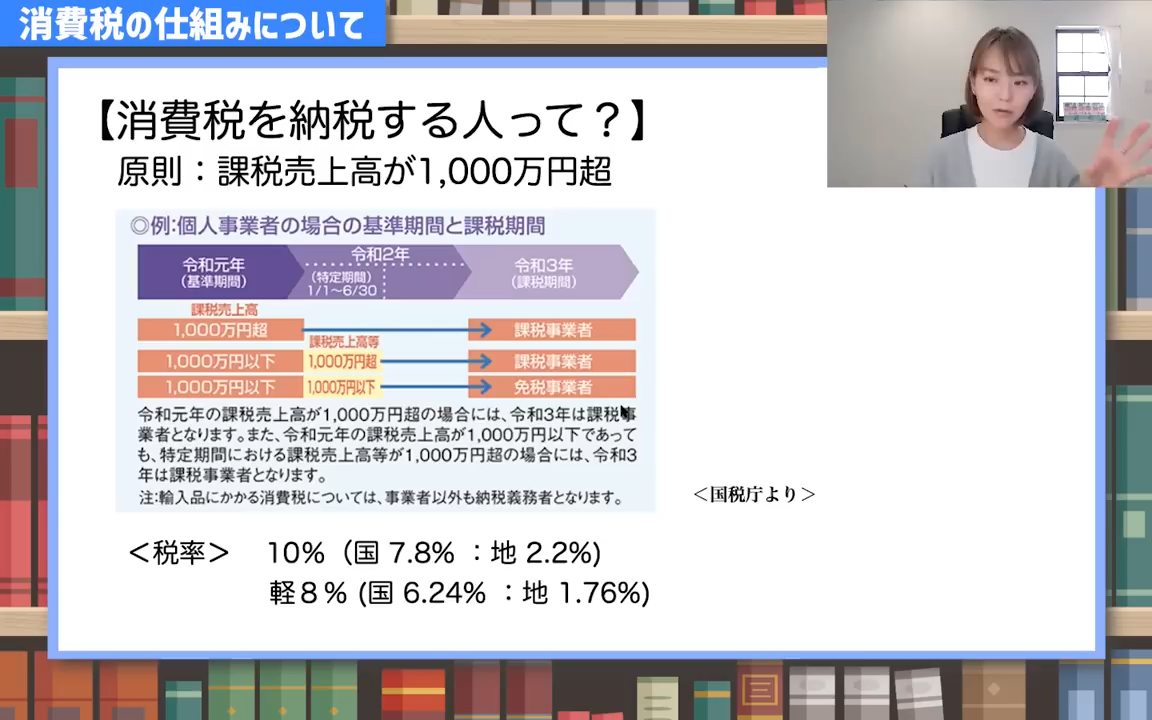 消費税の仕組みについて
【消費税を納税する人って？】
原則：課税売上高が1,000万円超
◎例:個人事業者の場合の基準期間と課税期間
令和元年
(基準期間)
令和2年
(特定期間)
1/1～6/30
令和3年
(課税期間)
課税売上高
1,000万円超
課税事業者
課税売上高等
1,000万円以下
1,000万円超
課税事業者
1,000万円以下
1,000万円以下
免税事業者
令和元年の課税売上高が1,000万円超の場合には、令和3年は課税事
業者となります。また、令和元年の課税売上高が1,000万円以下であって
も、特定期間における課税売上高等が1,000万円超の場合には、令和3
年は課税事業者となります。
注:輸入品にかかる消費税については、事業者以外も納税義務者となります。
＜国税庁より＞
＜税率＞ 10%（国 7.8% ：地 2.2%)
軽８％ (国 6.24% ：地 1.76%)